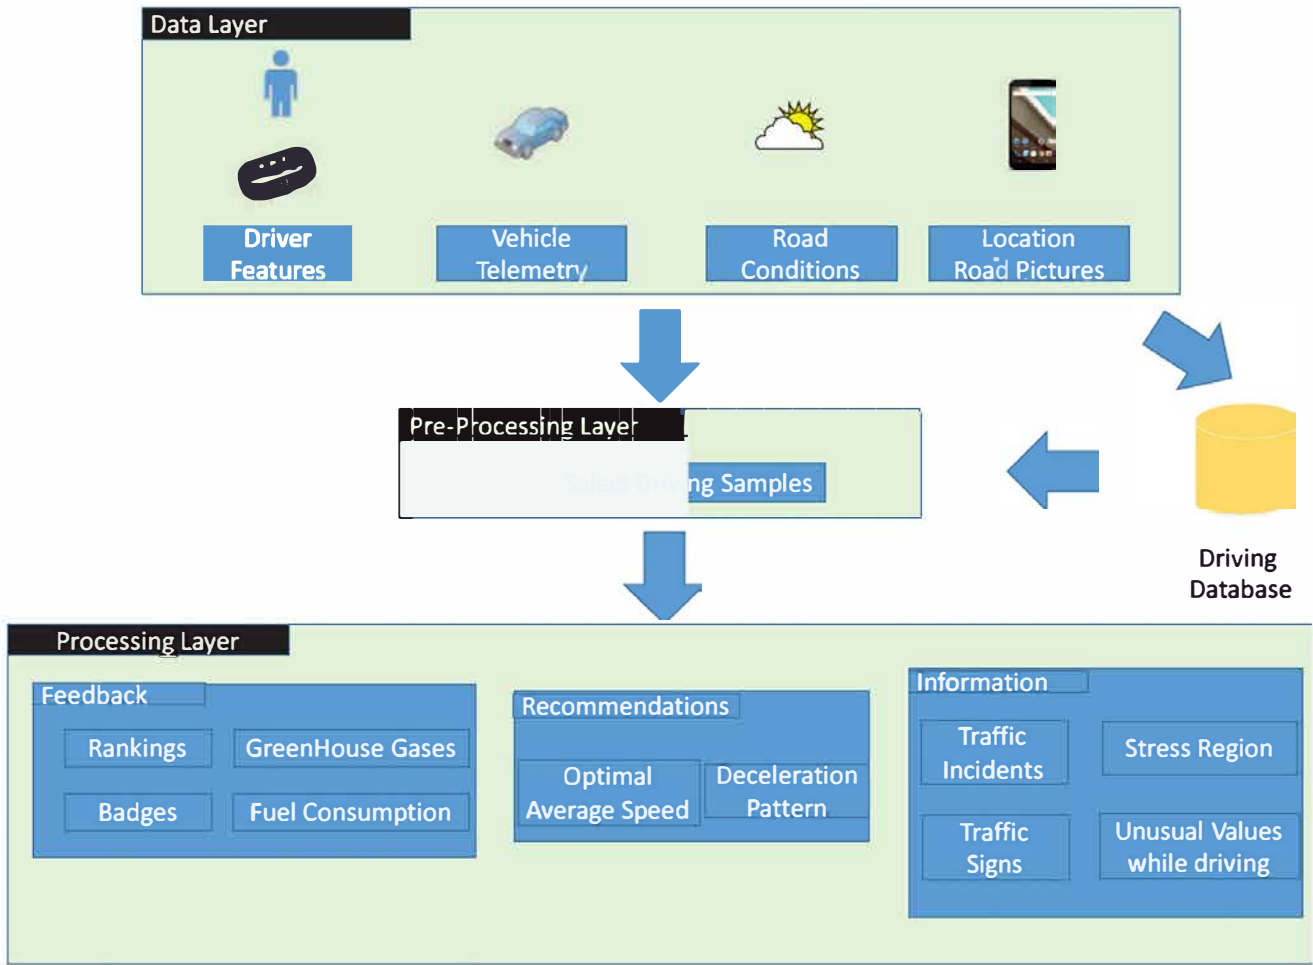 Data Layer
Driver
Features
Vehicle
Telemetry
Road
Conditions
Location
Road Pictures
Pre-Processing Layer
Select Driving Samples
Driving
Database
Processing Layer
Feedback
Rankings
GreenHouse Gases
Badges
Fuel Consumption
Recommendations
Optimal
Average Speed
Deceleration
Pattern
Information
Traffic
Incidents
Stress Region
Traffic
Signs
Unusual Values
while driving